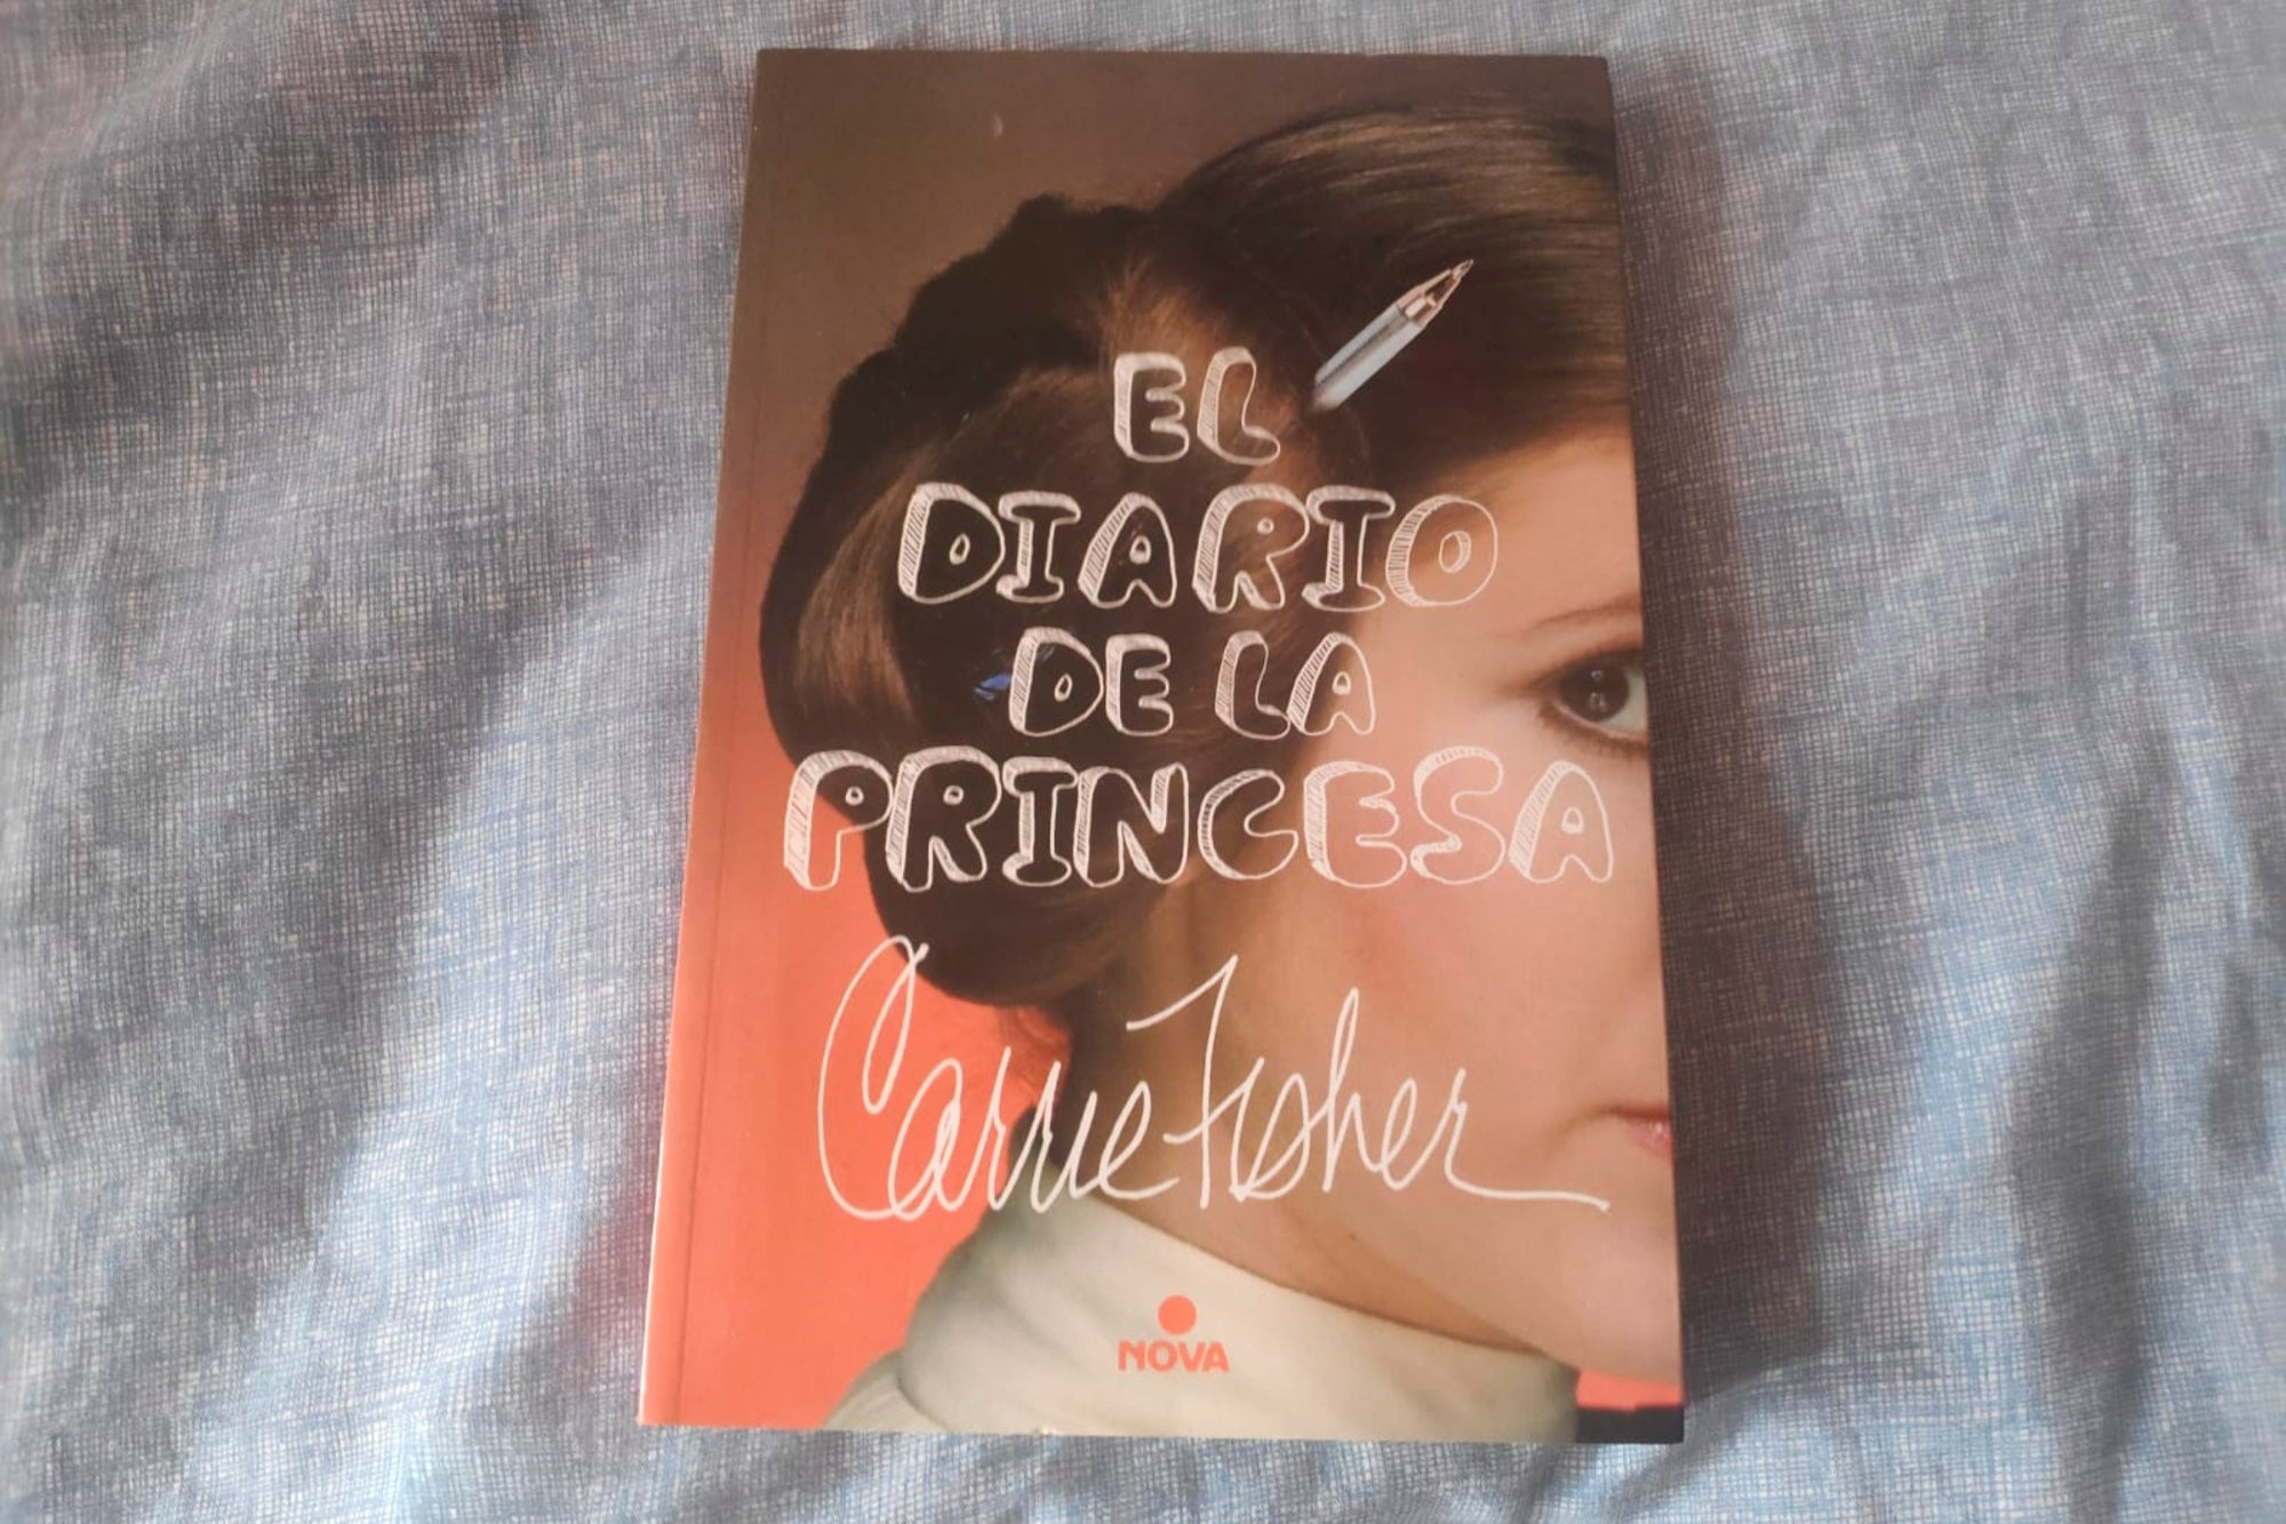 EL
DIARIO
DE LA
PRINCESA
Carrie Fisher
NOVA